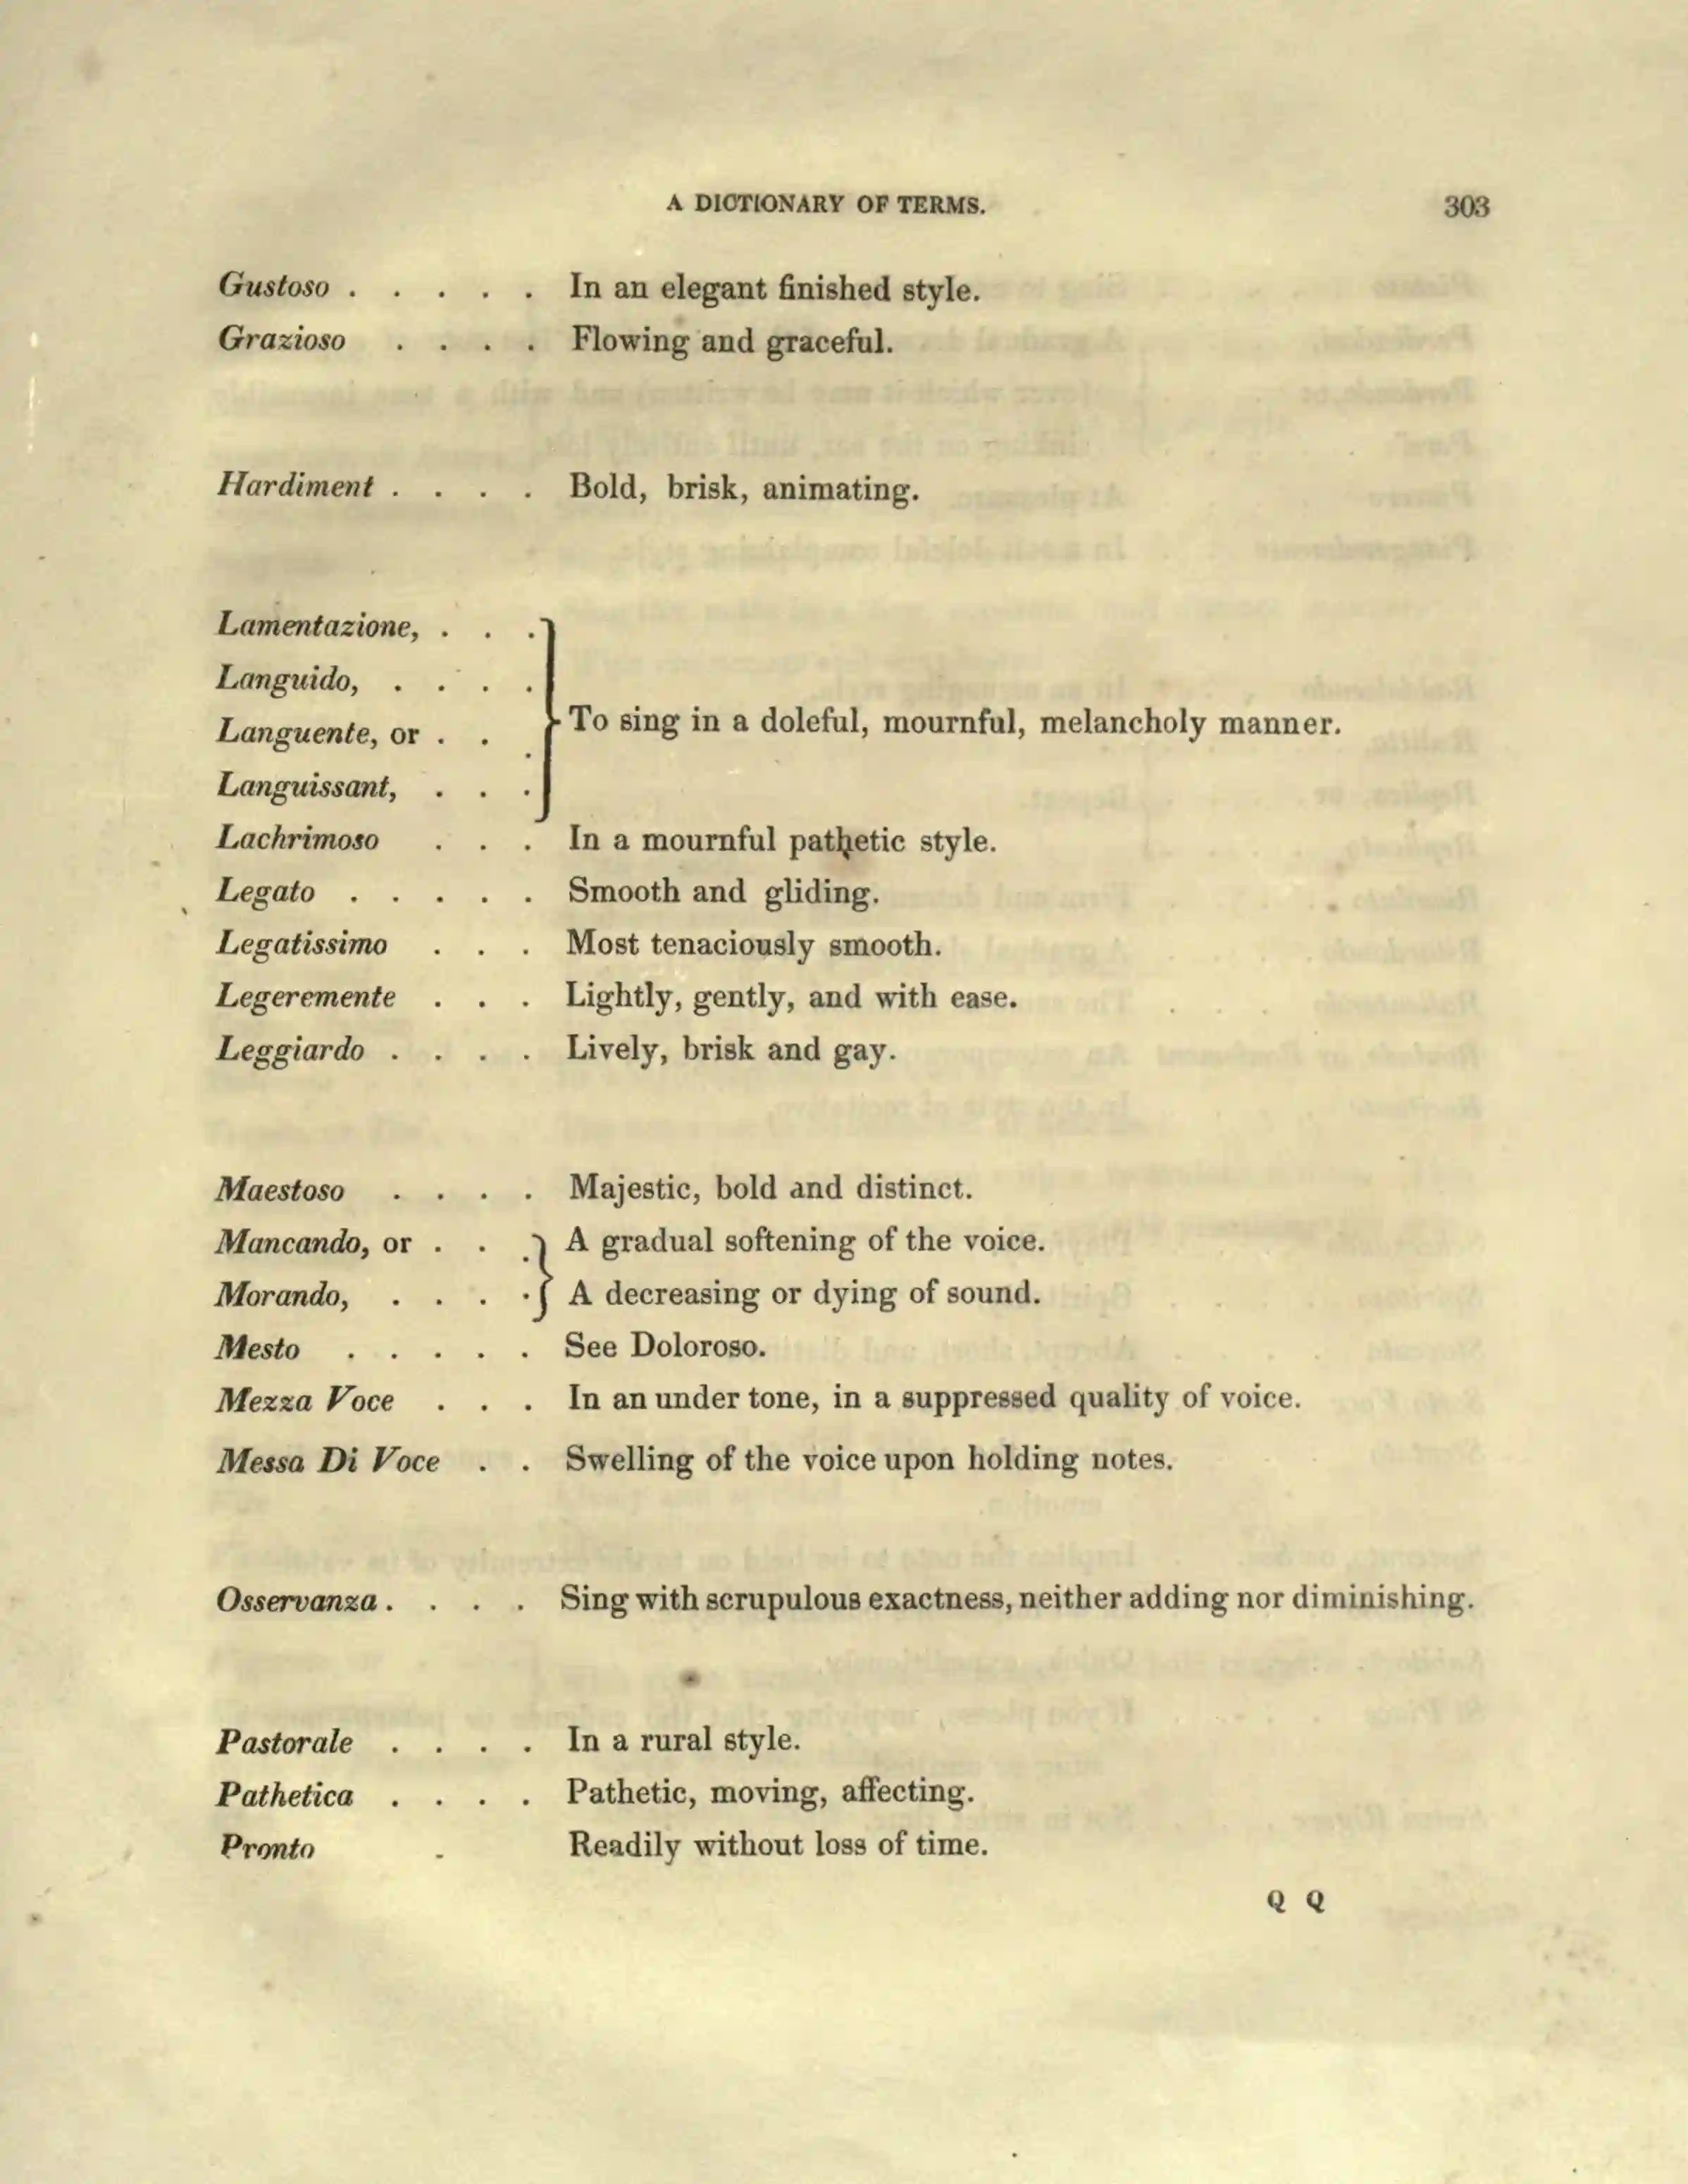 A DICTIONARY OF TERMS. 303
Gustoso . . . . . In an elegant finished style.
Grazioso . . . . Flowing and graceful.
Hardiment . . . . Bold, brisk, animating.
Lamentazione, . . .
Languido, . . . .
Languente, or . . . To sing in a doleful, mournful, melancholy manner.
Languissant, . . .
Lachrimoso . . . In a mournful pathetic style.
Legato . . . . . Smooth and gliding.
Legatissimo . . . Most tenaciously smooth.
Legeremente . . . Lightly, gently, and with ease.
Leggiardo . . . . Lively, brisk and gay.
Maestoso . . . . Majestic, bold and distinct.
Mancando, or . . . A gradual softening of the voice.
Morando, . . . . A decreasing or dying of sound.
Mesto . . . . . See Doloroso.
Mezza Voce . . . In an under tone, in a suppressed quality of voice.
Messa Di Voce . . Swelling of the voice upon holding notes.
Osservanza . . . . Sing with scrupulous exactness, neither adding nor diminishing.
Pastorale . . . . In a rural style.
Pathetica . . . . Pathetic, moving, affecting.
Pronto - Readily without loss of time.
Q Q